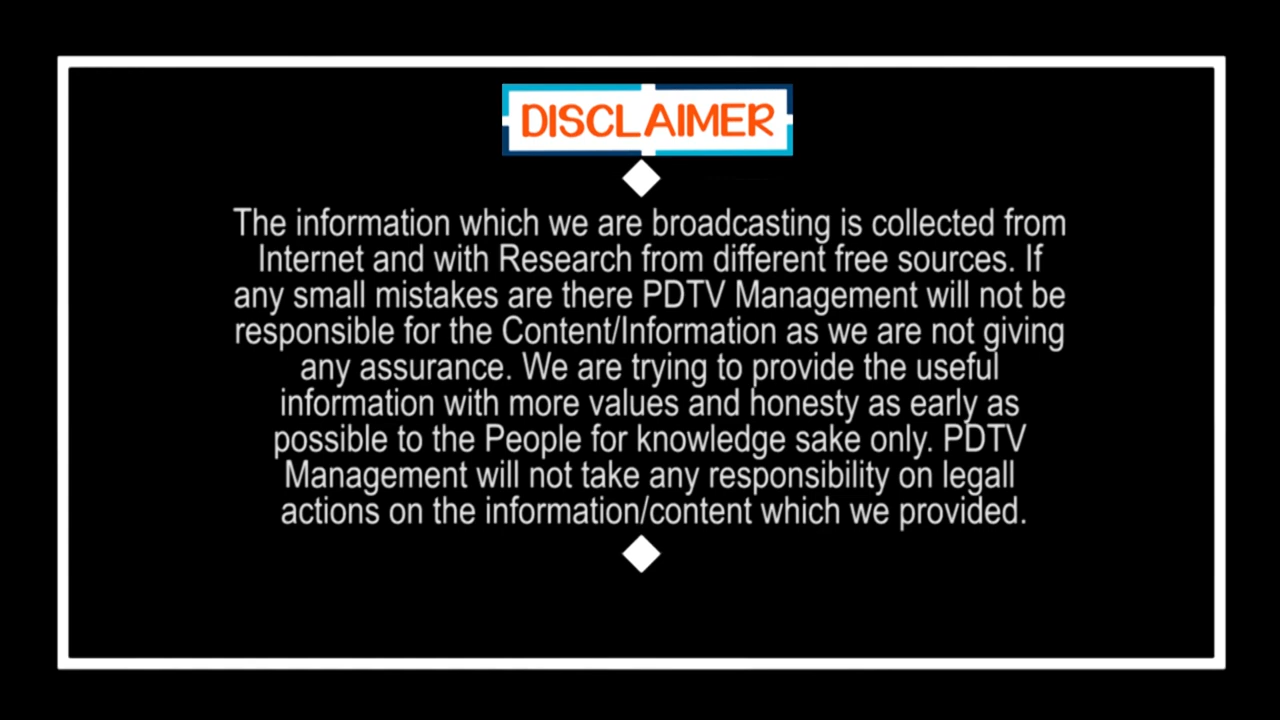 DISCLAIMER
The information which we are broadcasting is collected from
Internet and with Research from different free sources. If
any small mistakes are there PDTV Management will not be
responsible for the Content/Information as we are not giving
any assurance. We are trying to provide the useful
information with more values and honesty as early as
possible to the People for knowledge sake only. PDTV
Management will not take any responsibility on legall
actions on the information/content which we provided.